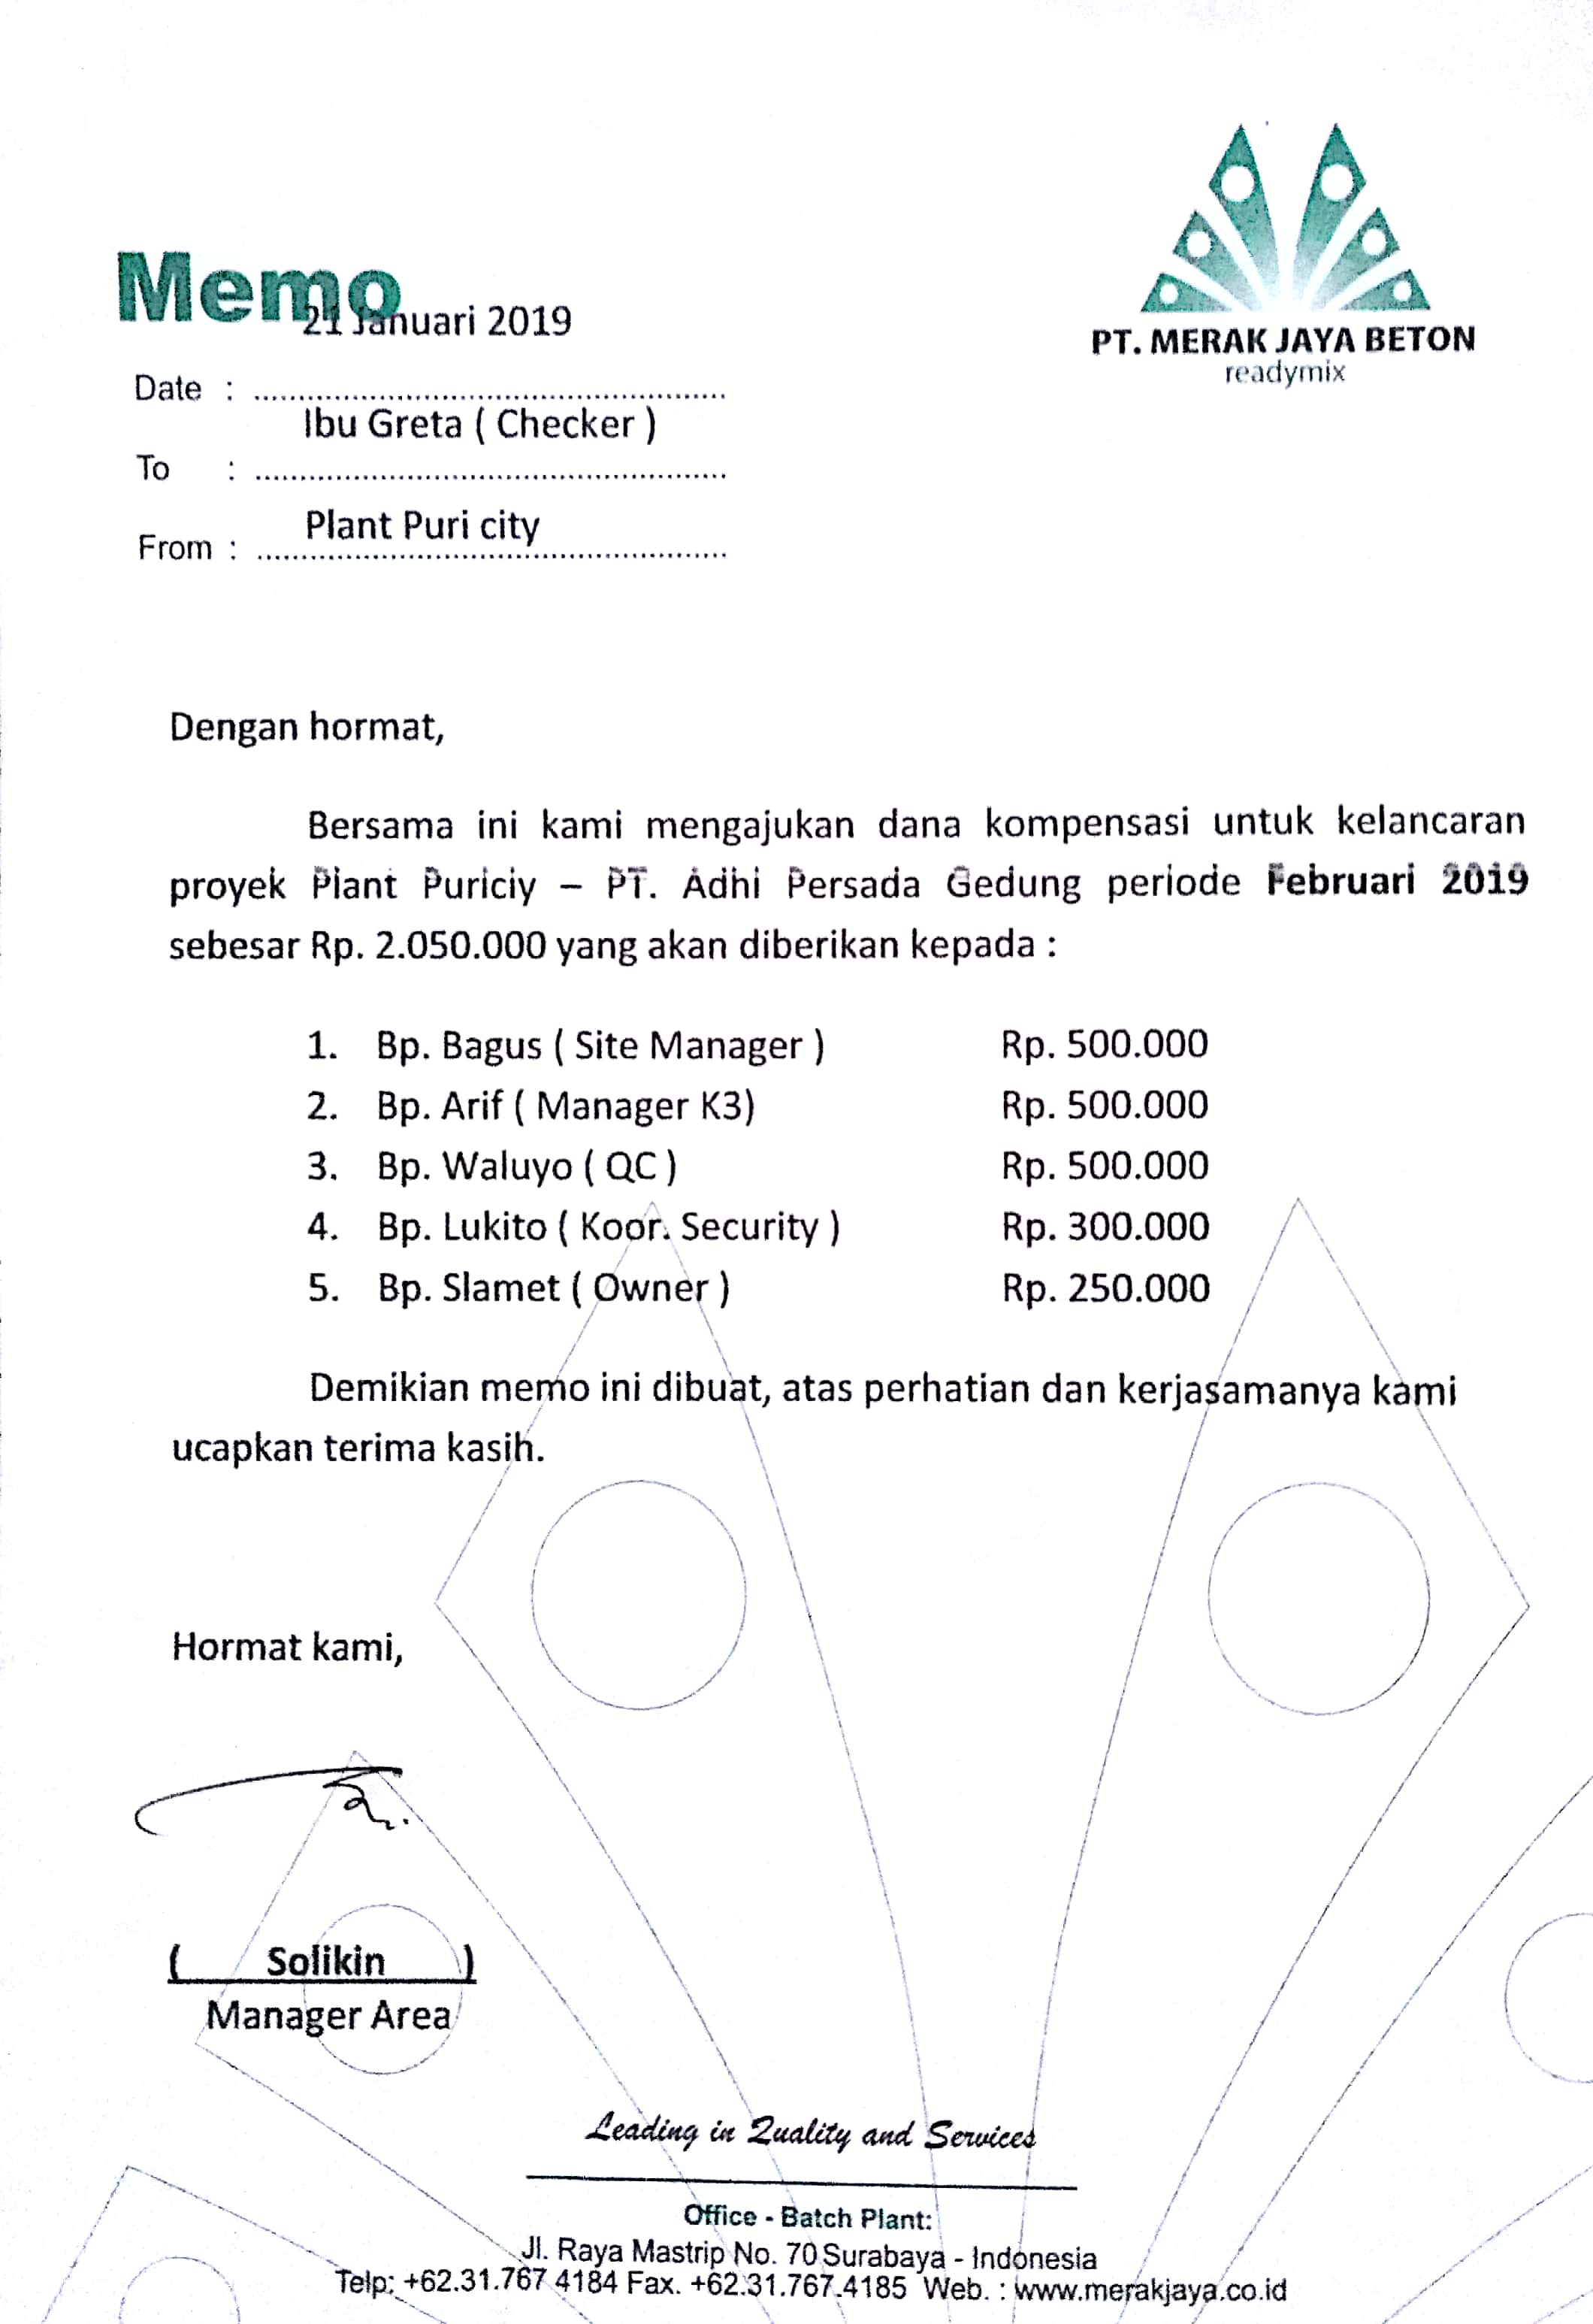 Memo
21 Januari 2019
PT. MERAK JAYA BETON
readymix
Date : ....................................................
Ibu Greta ( Checker )
To : ....................................................
Plant Puri city
From : ....................................................
Dengan hormat,
Bersama ini kami mengajukan dana kompensasi untuk kelancaran
proyek Plant Puriciy – PT. Adhi Persada Gedung periode Februari 2019
sebesar Rp. 2.050.000 yang akan diberikan kepada :
1. Bp. Bagus ( Site Manager ) Rp. 500.000
2. Bp. Arif ( Manager K3) Rp. 500.000
3. Bp. Waluyo ( QC ) Rp. 500.000
4. Bp. Lukito ( Koor. Security ) Rp. 300.000
5. Bp. Slamet ( Owner ) Rp. 250.000
Demikian memo ini dibuat, atas perhatian dan kerjasamanya kami
ucapkan terima kasih.
Hormat kami,
( Solikin )
Manager Area
Leading in Quality and Services
Office - Batch Plant:
Jl. Raya Mastrip No. 70 Surabaya - Indonesia
Telp: +62.31.767 4184 Fax. +62.31.767.4185 Web. : www.merakjaya.co.id